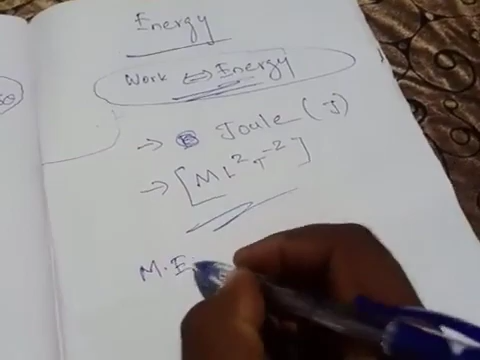 Energy
Work ⇔ Energy
→ Joule (J)
→ [ML²T⁻²]
M.E